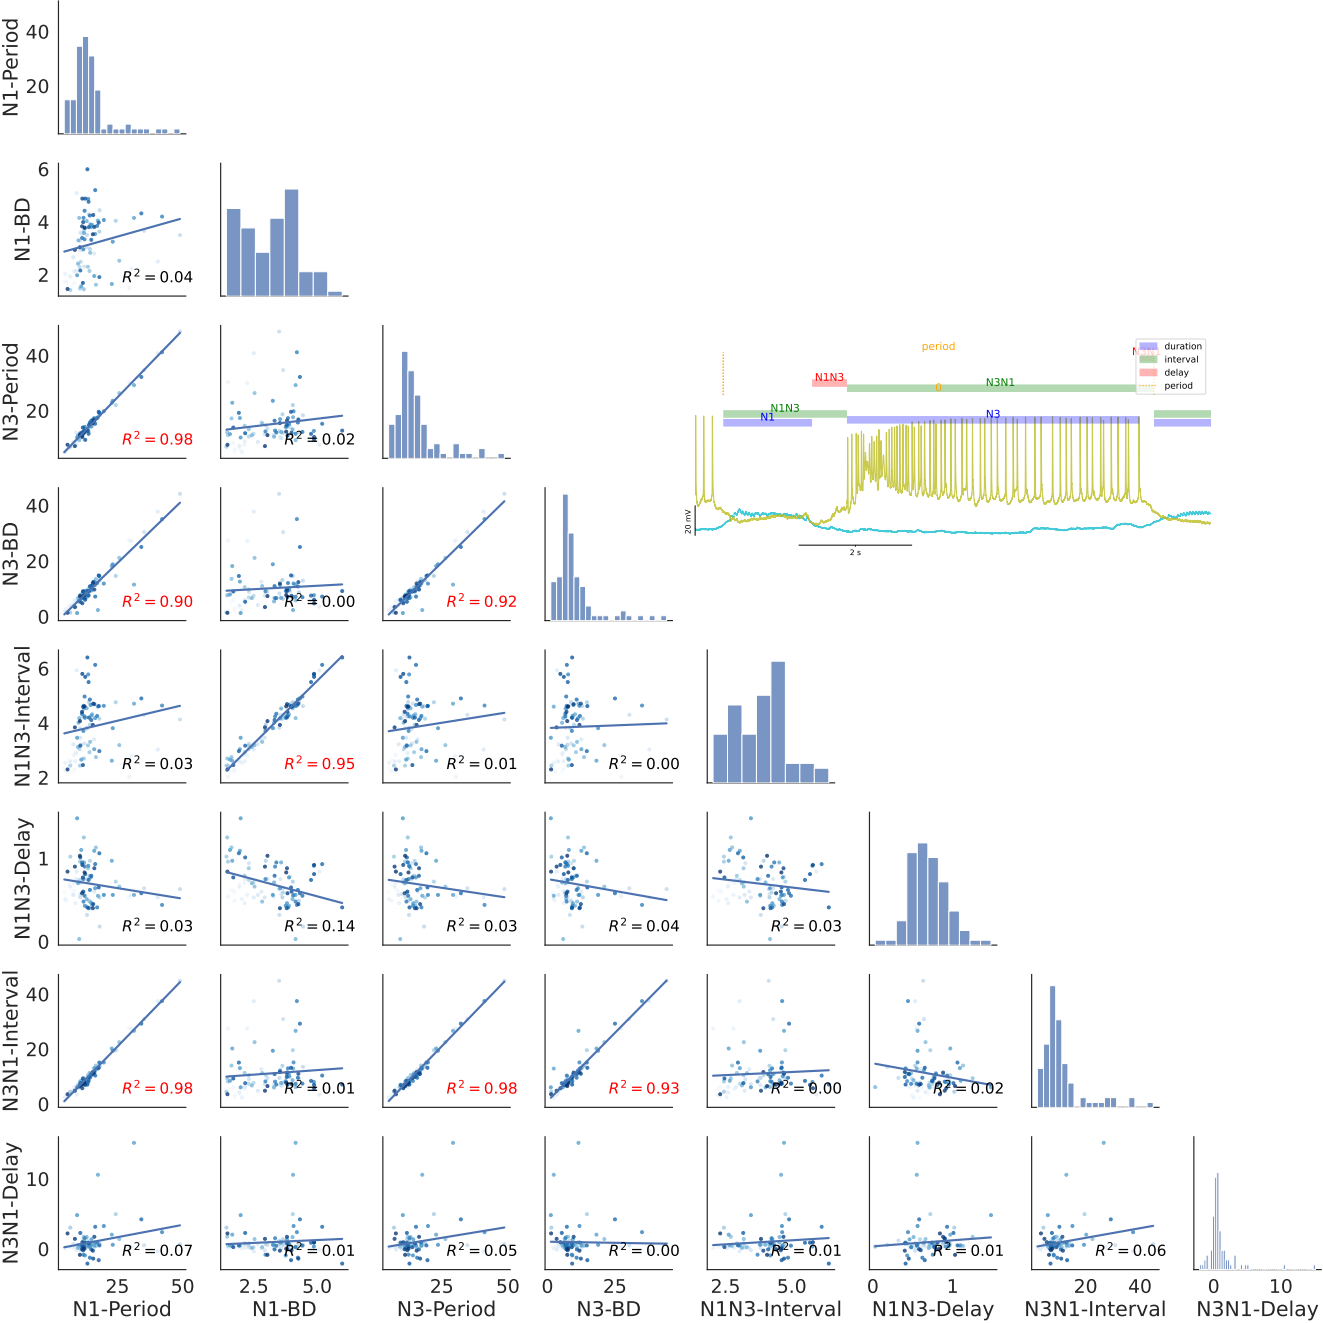 N1-Period
40
20
N1-BD
6
4
2
R² = 0.04
N3-Period
40
20
R² = 0.98
R² = 0.02
period
duration
interval
delay
period
N1N3
0
N3N1
N1N3
N1
N3
20 mV
2 s
N3-BD
40
20
0
R² = 0.90
R² = 0.00
R² = 0.92
N1N3-Interval
6
4
2
R² = 0.03
R² = 0.95
R² = 0.01
R² = 0.00
N1N3-Delay
1
0
R² = 0.03
R² = 0.14
R² = 0.03
R² = 0.04
R² = 0.03
N3N1-Interval
40
20
0
R² = 0.98
R² = 0.01
R² = 0.98
R² = 0.93
R² = 0.00
R² = 0.02
N3N1-Delay
10
0
R² = 0.07
R² = 0.01
R² = 0.05
R² = 0.00
R² = 0.01
R² = 0.01
R² = 0.06
25 50 2.5 5.0 25 50 0 25 2.5 5.0 0 1 20 40 0 10
N1-Period N1-BD N3-Period N3-BD N1N3-Interval N1N3-Delay N3N1-Interval N3N1-Delay